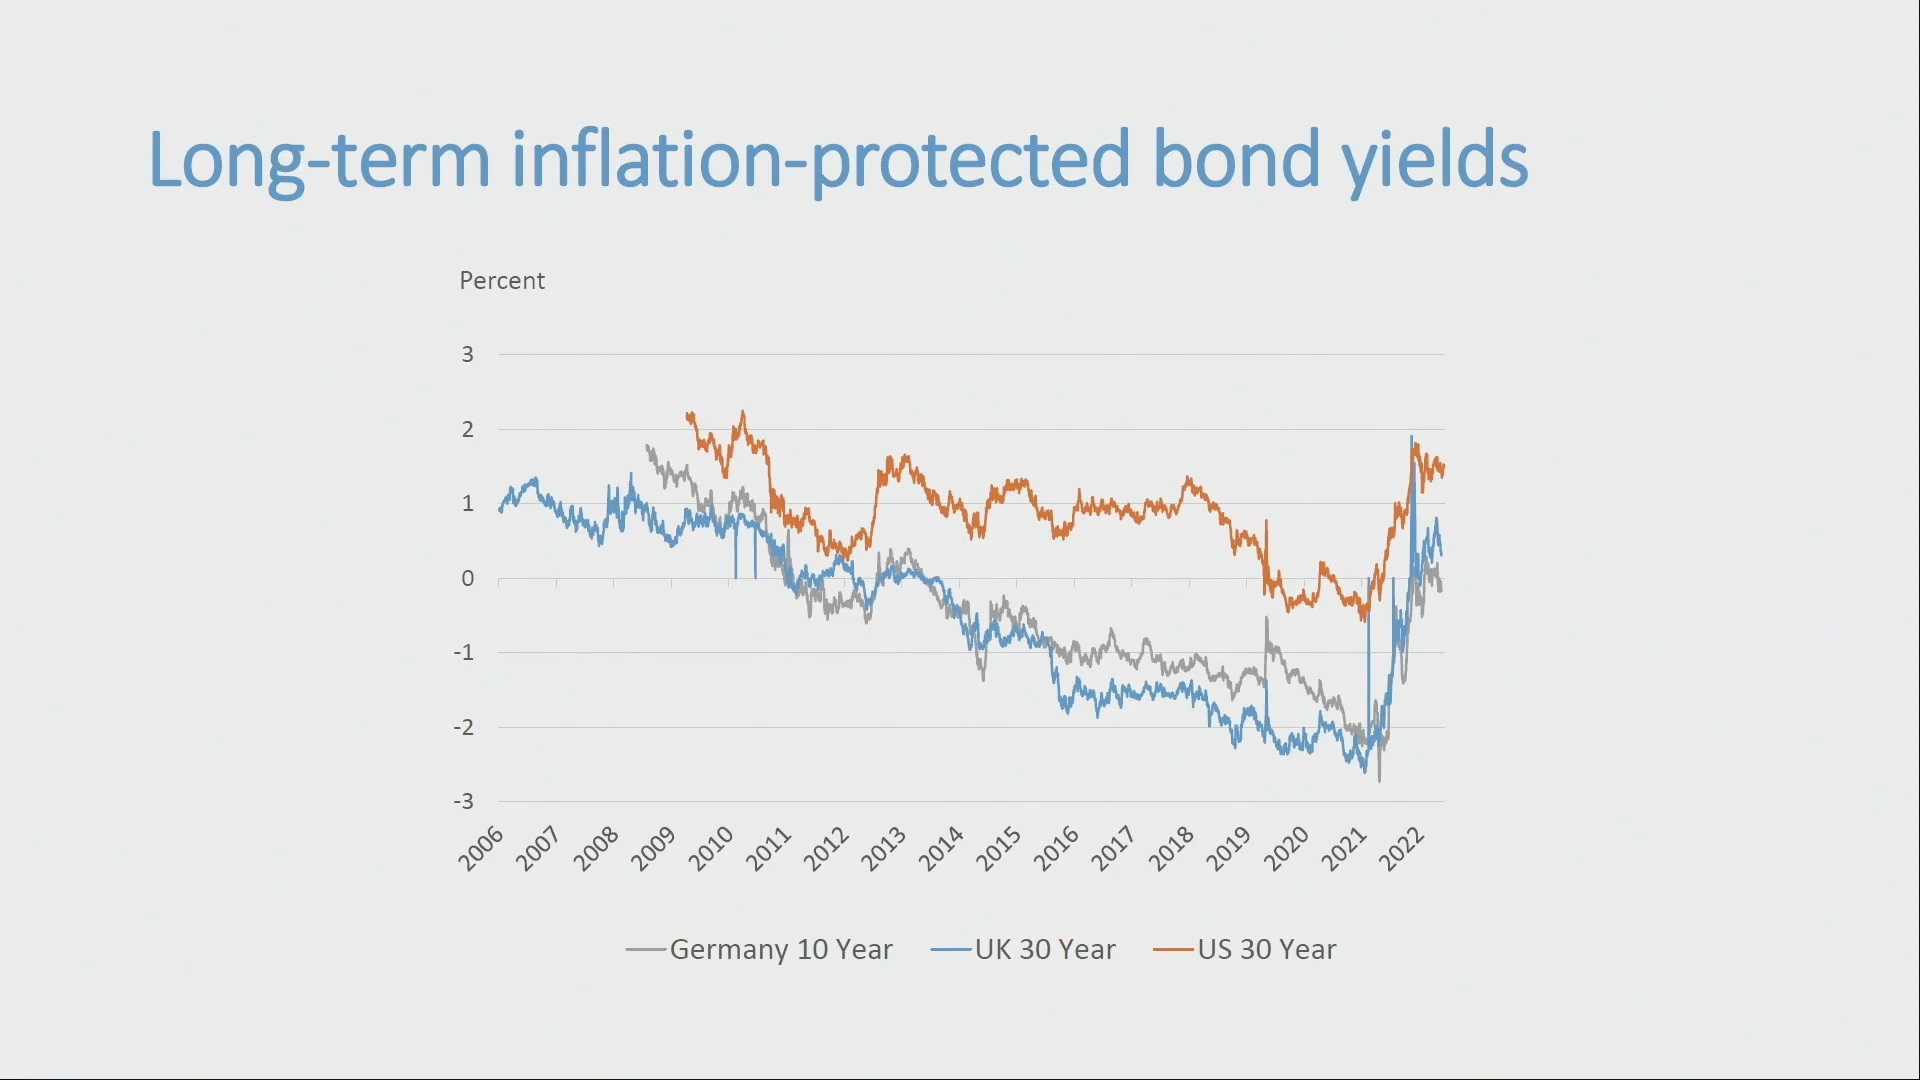 Long-term inflation-protected bond yields
Percent
3
2
1
0
-1
-2
-3
2006 2007 2008 2009 2010 2011 2012 2013 2014 2015 2016 2017 2018 2019 2020 2021 2022
Germany 10 Year UK 30 Year US 30 Year